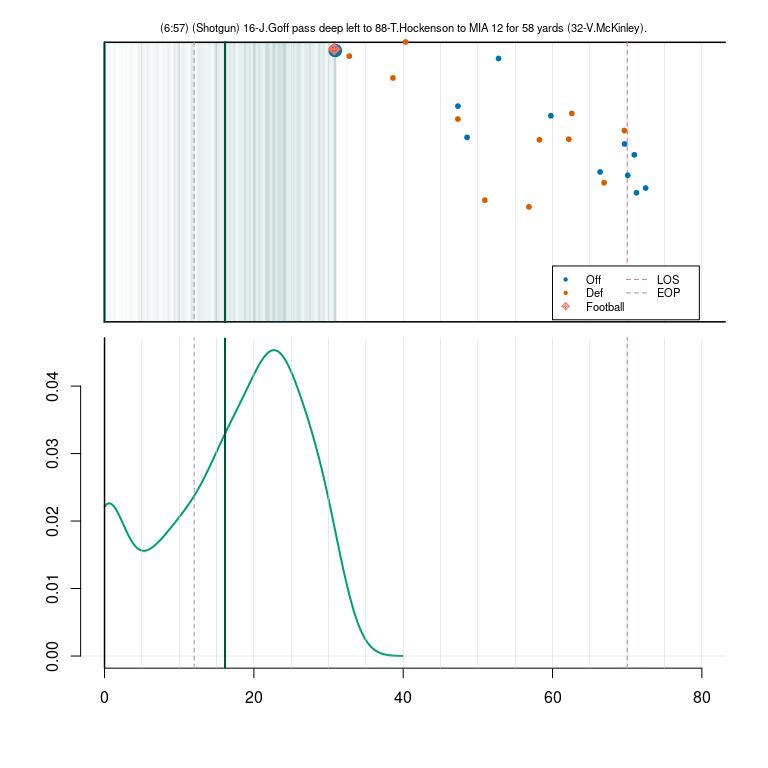 (6:57) (Shotgun) 16-J.Goff pass deep left to 88-T.Hockenson to MIA 12 for 58 yards (32-V.McKinley).
Off LOS
Def EOP
Football
0.04
0.03
0.02
0.01
0.00
0 20 40 60 80